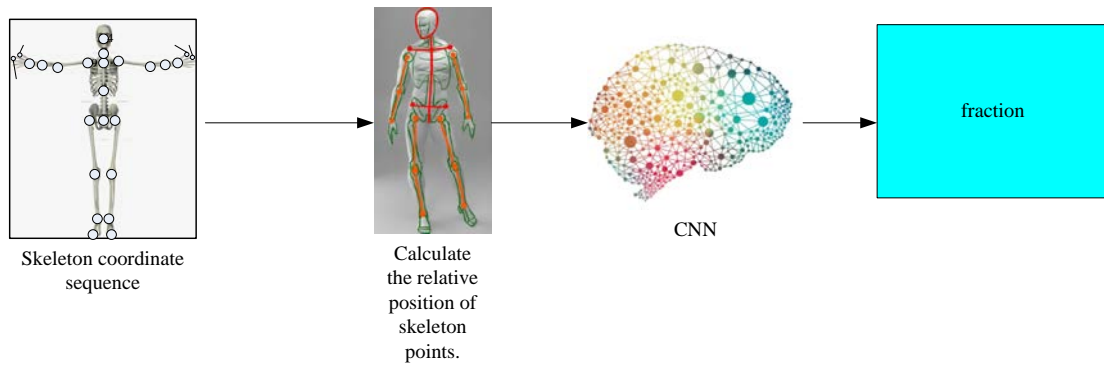 Skeleton coordinate
sequence
Calculate
the relative
position of
skeleton
points.
CNN
fraction